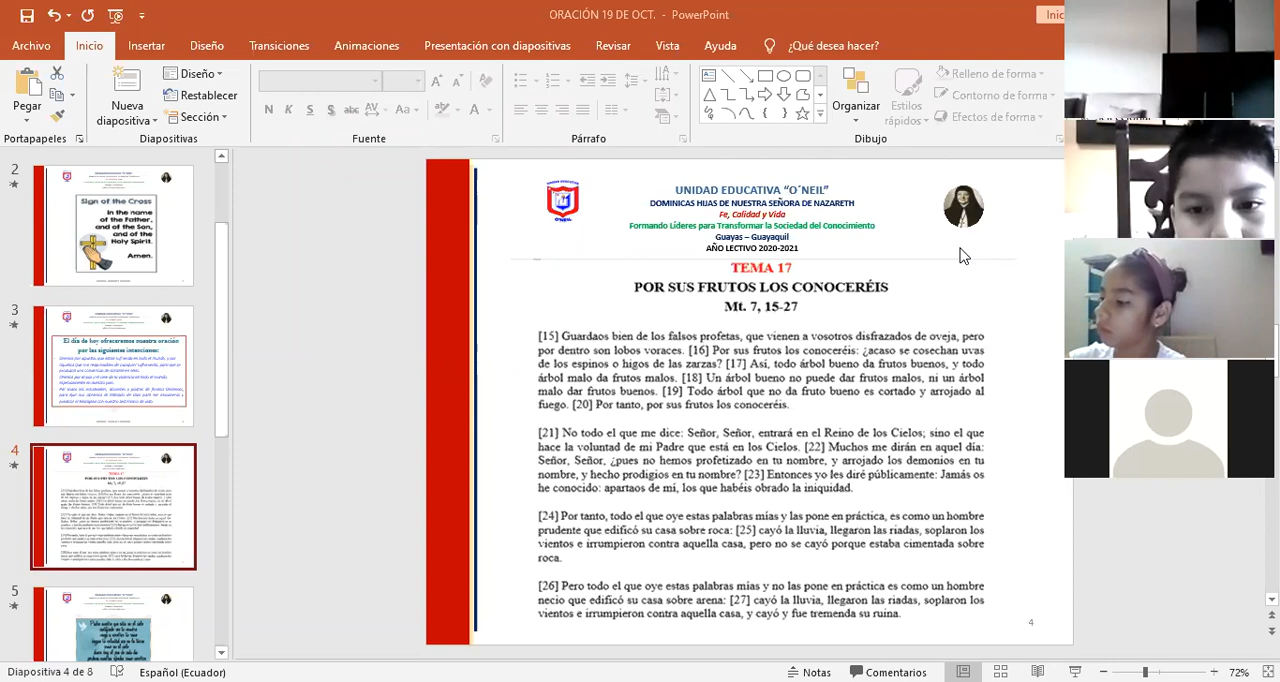 ORACIÓN 19 DE OCT. - PowerPoint
Inic
Archivo Inicio Insertar Diseño Transiciones Animaciones Presentación con diapositivas Revisar Vista Ayuda ¿Qué desea hacer?
Pegar
Nueva diapositiva
Diseño
Restablecer
Sección
N K S S abc AV Aa
Organizar
Estilos rápidos
Relleno de forma
Contorno de forma
Efectos de forma
Portapapeles Diapositivas Fuente Párrafo Dibujo
2
Sign of the Cross
In the name
of the Father,
and of the Son,
and of the
Holy Spirit.
Amen.
3
El día de hoy ofreceremos nuestra oración
por las siguientes intenciones:
4
5
UNIDAD EDUCATIVA “O´NEIL”
DOMINICAS HIJAS DE NUESTRA SEÑORA DE NAZARETH
Fe, Calidad y Vida
Formando Líderes para Transformar la Sociedad del Conocimiento
Guayas – Guayaquil
AÑO LECTIVO 2020-2021
TEMA 17
POR SUS FRUTOS LOS CONOCERÉIS
Mt. 7, 15-27
[15] Guardaos bien de los falsos profetas, que vienen a vosotros disfrazados de oveja, pero
por dentro son lobos voraces. [16] Por sus frutos los conoceréis: ¿acaso se cosechan uvas
de los espinos o higos de las zarzas? [17] Así, todo árbol bueno da frutos buenos, y todo
árbol malo da frutos malos. [18] Un árbol bueno no puede dar frutos malos, ni un árbol
malo dar frutos buenos. [19] Todo árbol que no da fruto bueno es cortado y arrojado al
fuego. [20] Por tanto, por sus frutos los conoceréis.
[21] No todo el que me dice: Señor, Señor, entrará en el Reino de los Cielos; sino el que
hace la voluntad de mi Padre que está en los Cielos. [22] Muchos me dirán en aquel día:
Señor, Señor, ¿pues no hemos profetizado en tu nombre, y arrojado los demonios en tu
nombre, y hecho prodigios en tu nombre? [23] Entonces yo les diré públicamente: Jamás os
he conocido: apartaos de mí, los que habéis obrado la iniquidad.
[24] Por tanto, todo el que oye estas palabras mías y las pone en práctica, es como un hombre
prudente que edificó su casa sobre roca: [25] cayó la lluvia, llegaron las riadas, soplaron los
vientos e irrumpieron contra aquella casa, pero no se cayó porque estaba cimentada sobre
roca.
[26] Pero todo el que oye estas palabras mías y no las pone en práctica es como un hombre
necio que edificó su casa sobre arena: [27] cayó la lluvia, llegaron las riadas, soplaron los
vientos e irrumpieron contra aquella casa, y cayó y fue tremenda su ruina.
4
Diapositiva 4 de 8 Español (Ecuador) Notas Comentarios 72%